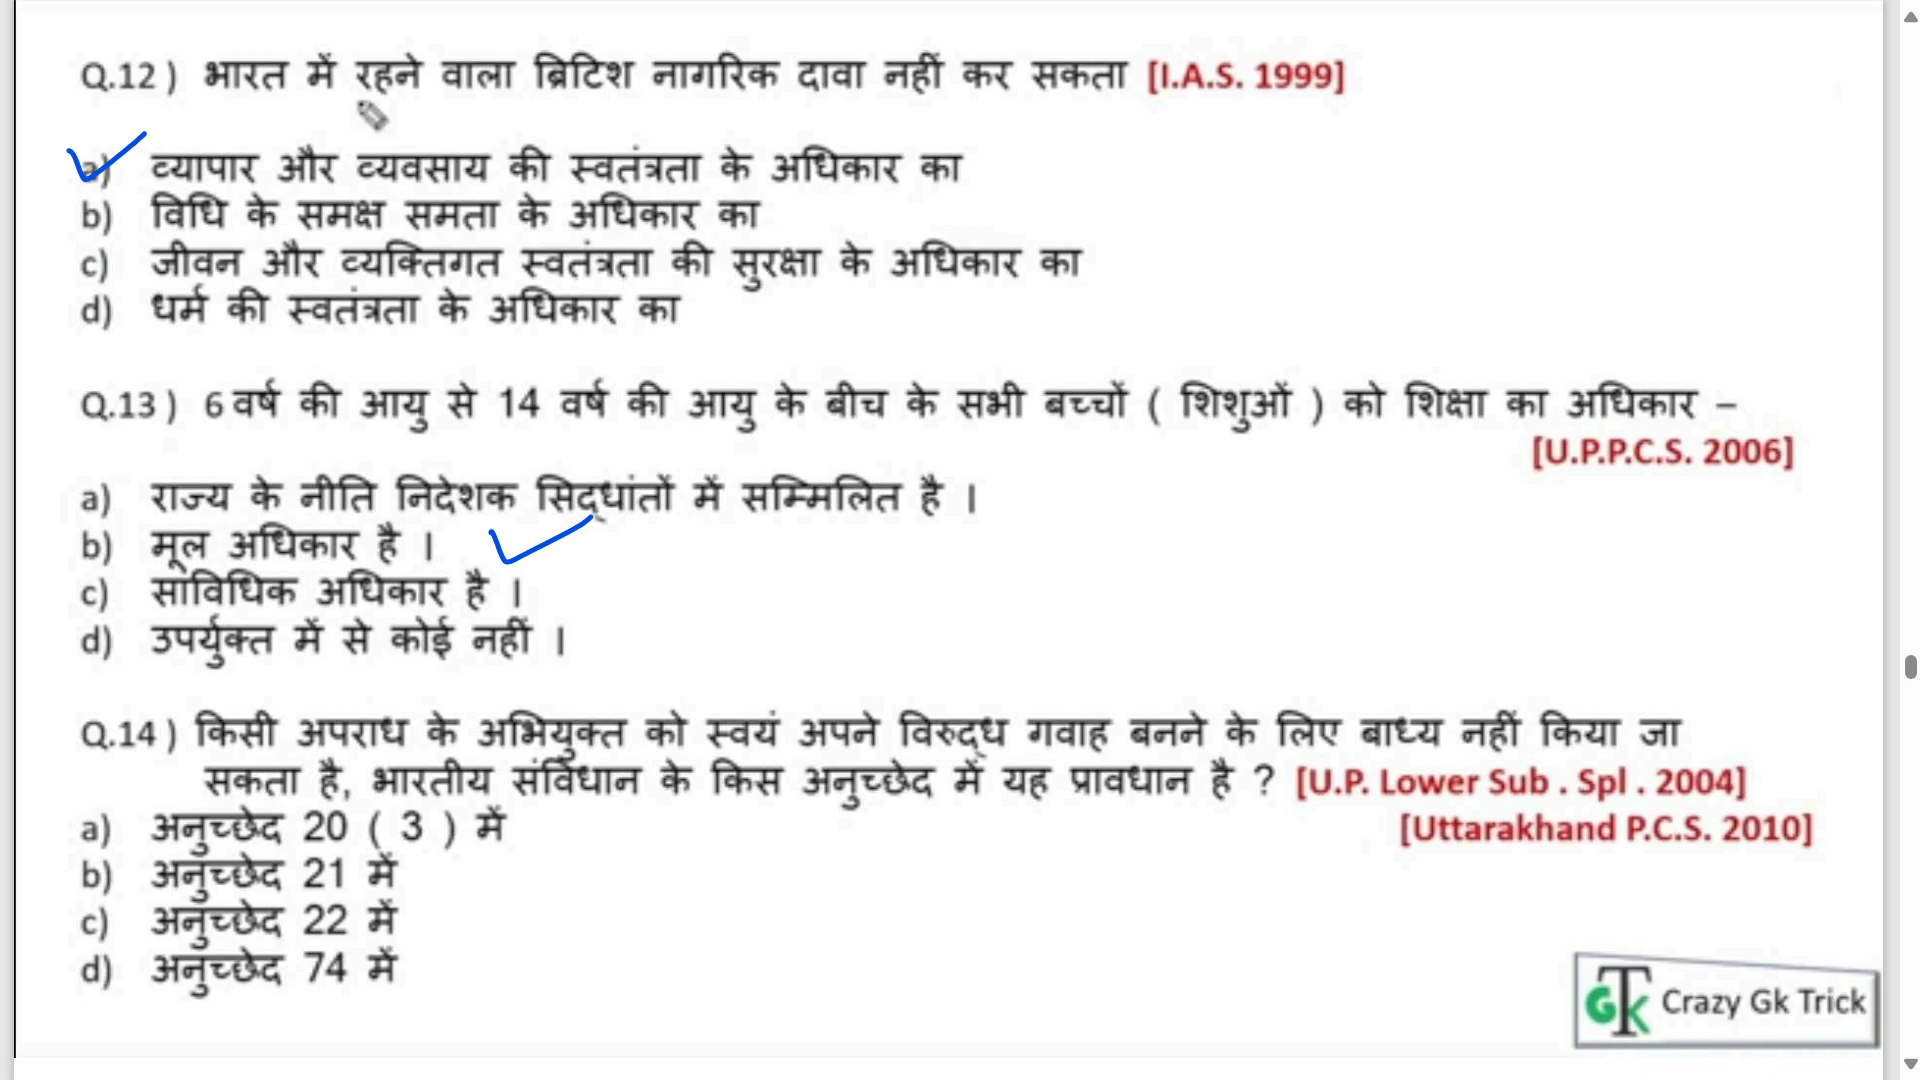 Q.12 ) भारत में रहने वाला ब्रिटिश नागरिक दावा नहीं कर सकता [I.A.S. 1999]
a) व्यापार और व्यवसाय की स्वतंत्रता के अधिकार का
b) विधि के समक्ष समता के अधिकार का
c) जीवन और व्यक्तिगत स्वतंत्रता की सुरक्षा के अधिकार का
d) धर्म की स्वतंत्रता के अधिकार का
Q.13 ) 6 वर्ष की आयु से 14 वर्ष की आयु के बीच के सभी बच्चों ( शिशुओं ) को शिक्षा का अधिकार –
[U.P.P.C.S. 2006]
a) राज्य के नीति निदेशक सिद्धांतों में सम्मिलित है ।
b) मूल अधिकार है ।
c) सांविधिक अधिकार है ।
d) उपर्युक्त में से कोई नहीं ।
Q.14 ) किसी अपराध के अभियुक्त को स्वयं अपने विरुद्ध गवाह बनने के लिए बाध्य नहीं किया जा
सकता है, भारतीय संविधान के किस अनुच्छेद में यह प्रावधान है ? [U.P. Lower Sub . Spl . 2004]
a) अनुच्छेद 20 ( 3 ) में [Uttarakhand P.C.S. 2010]
b) अनुच्छेद 21 में
c) अनुच्छेद 22 में
d) अनुच्छेद 74 में
GTK Crazy Gk Trick